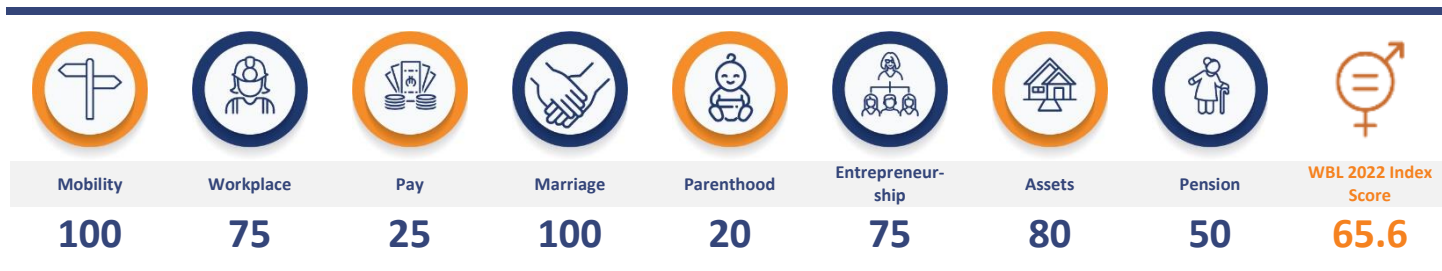 Mobility
Workplace
Pay
Marriage
Parenthood
Entrepreneur-
ship
Assets
Pension
WBL 2022 Index
Score
100
75
25
100
20
75
80
50
65.6